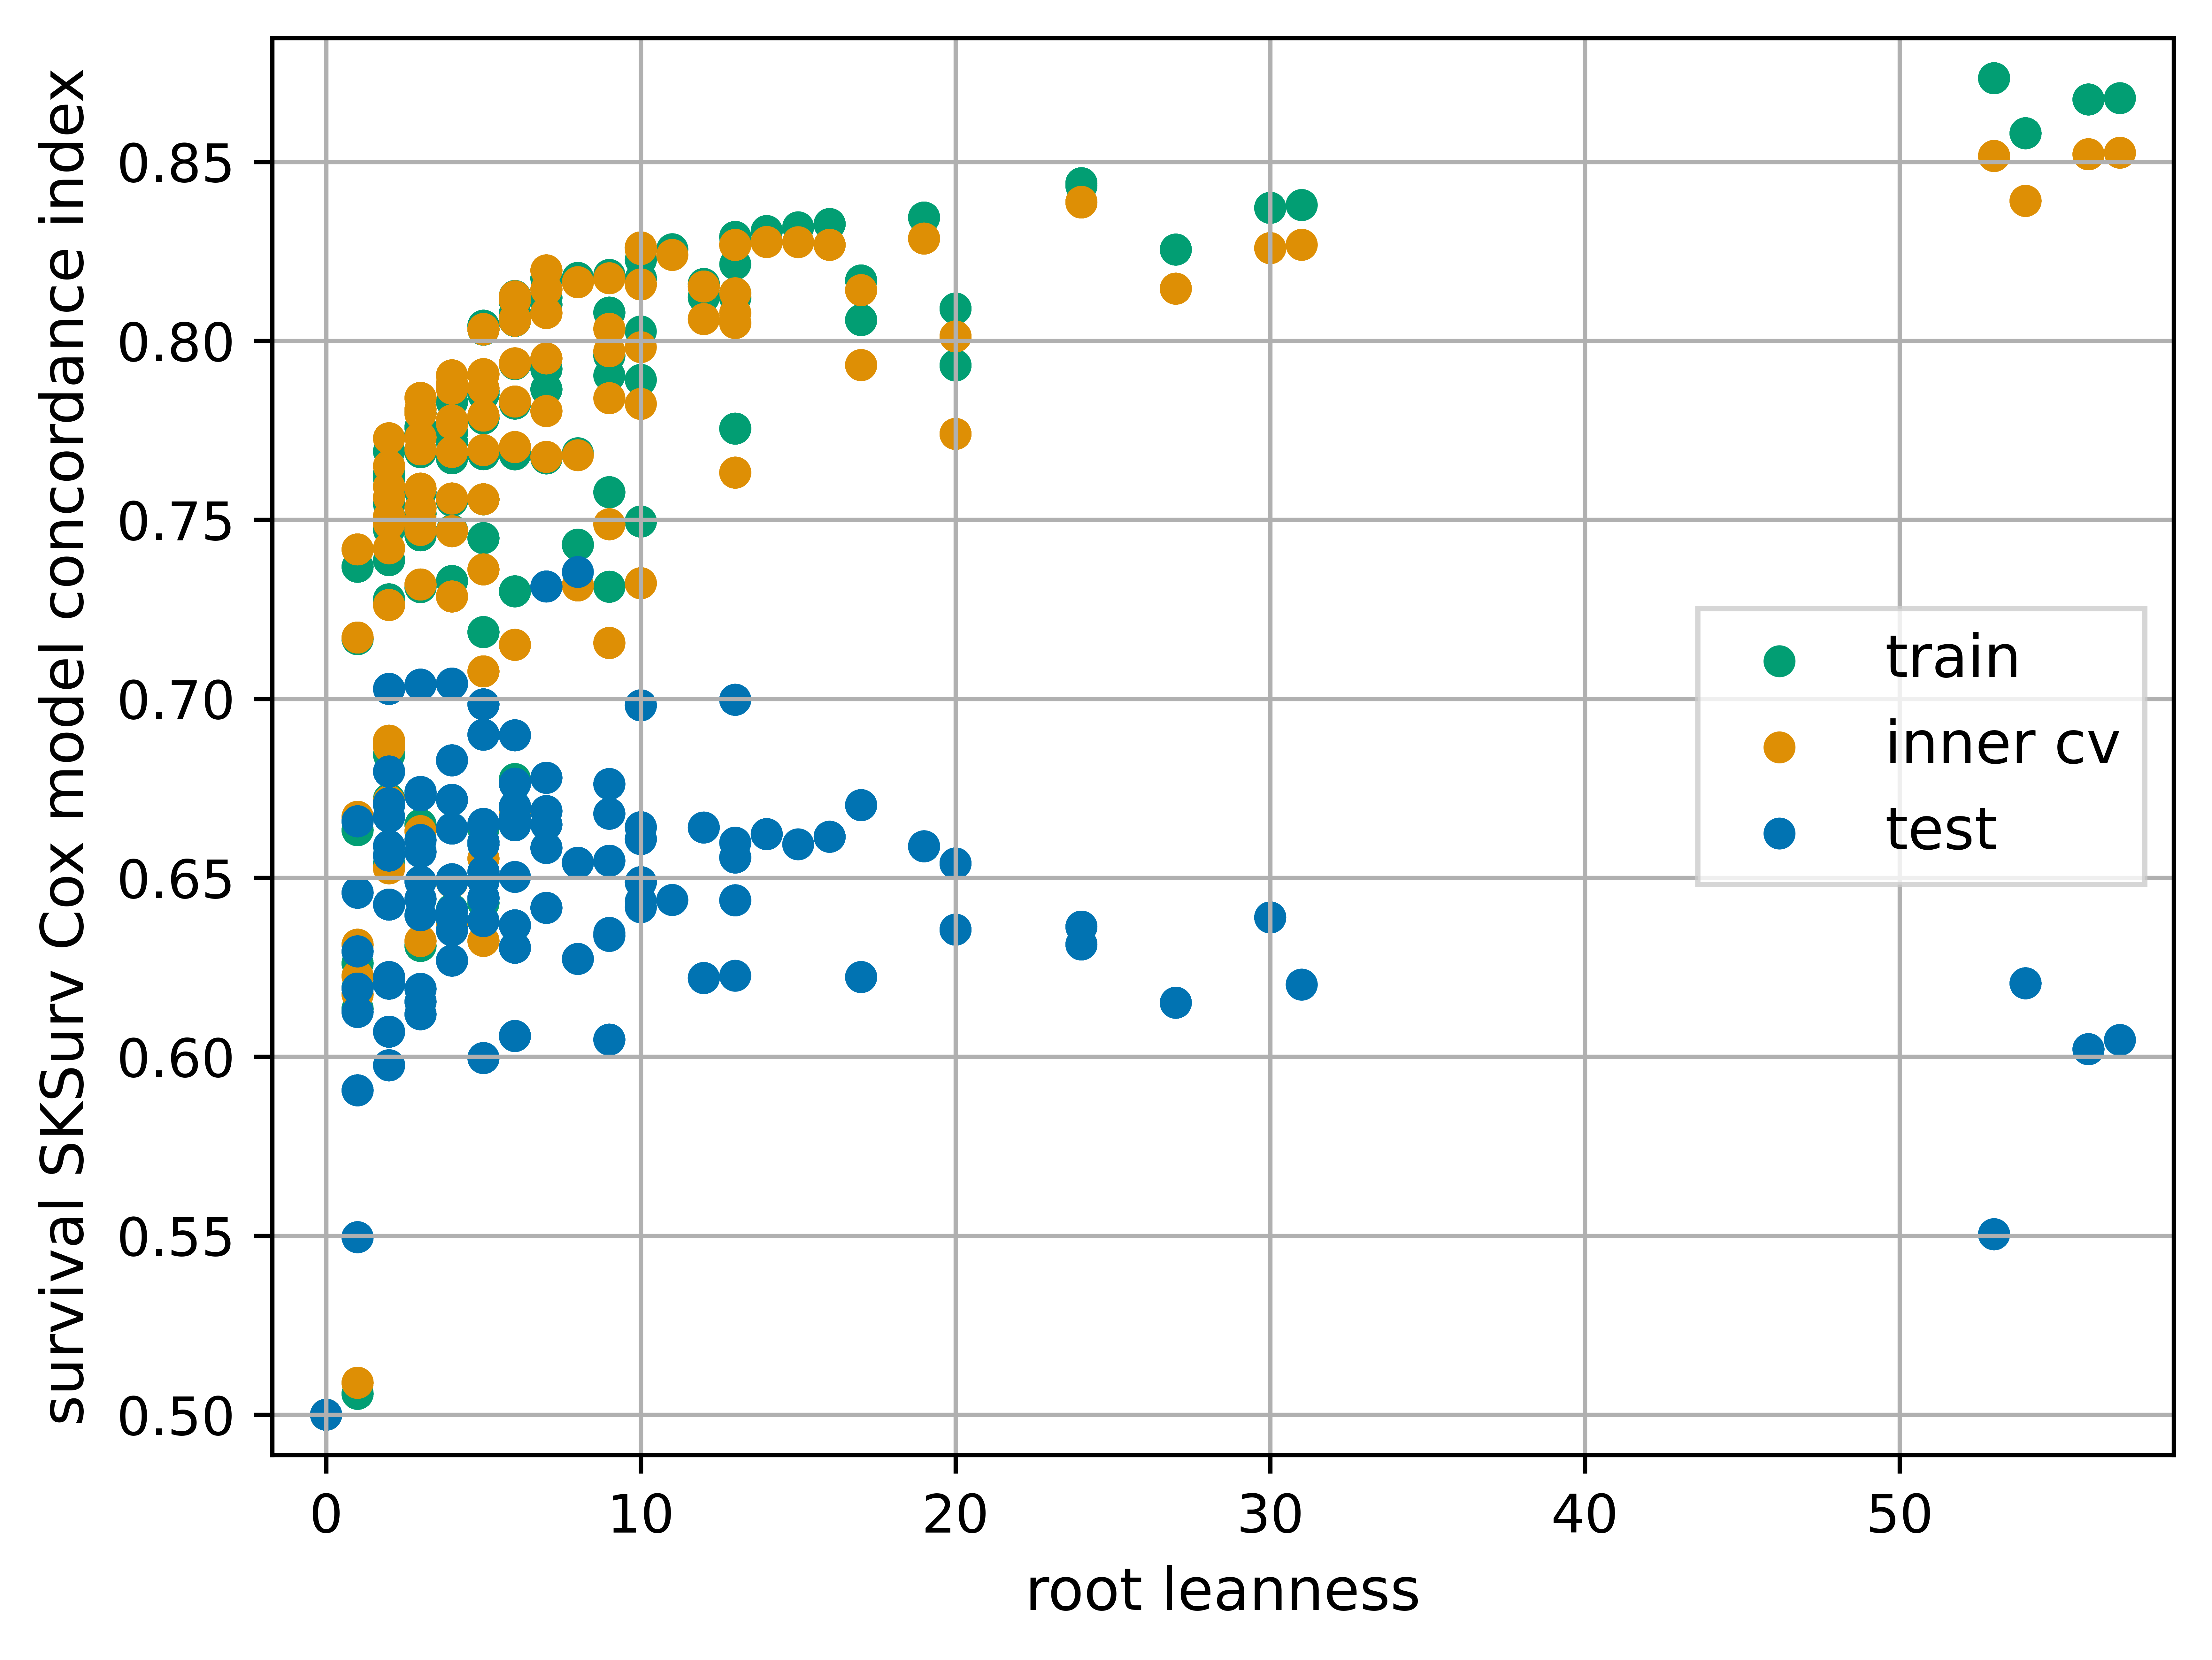 survival SKSurv Cox model concordance index
0.85
0.80
0.75
0.70
0.65
0.60
0.55
0.50
train
inner cv
test
0 10 20 30 40 50
root leanness